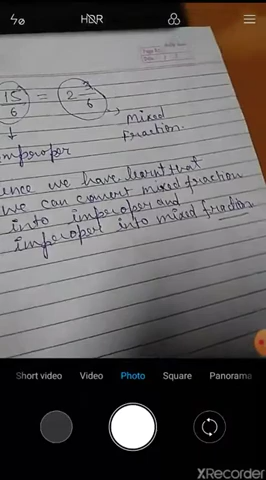 HDR
15/6 = 2 3/6
Mixed
Fraction.
improper
ence we have learnt that
we can convert mixed fraction
into improper and
improper into mixed fraction
Short video Video Photo Square Panorama
XRecorder